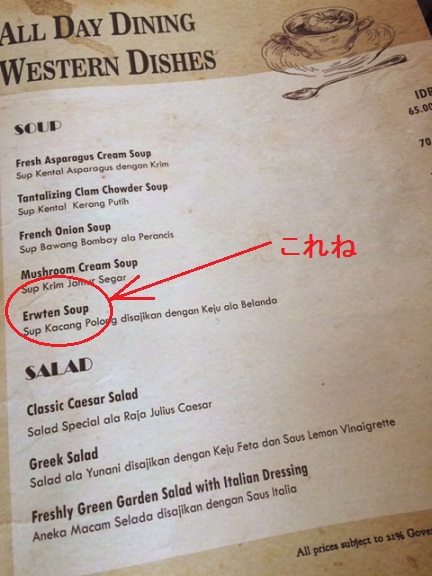 ALL DAY DINING
WESTERN DISHES
SOUP
IDR
65.00
Fresh Asparagus Cream Soup
Sup Kental Asparagus dengan Krim
70
Tantalizing Clam Chowder Soup
Sup Kental Kerang Putih
French Onion Soup
Sup Bawang Bombay ala Perancis
これね
Mushroom Cream Soup
Sup Krim Jamur Segar
Erwten Soup
Sup Kacang Polong disajikan dengan Keju ala Belanda
SALAD
Classic Caesar Salad
Salad Special ala Raja Julius Caesar
Greek Salad
Salad ala Yunani disajikan dengan Keju Feta dan Saus Lemon Vinaigrette
Freshly Green Garden Salad with Italian Dressing
Aneka Macam Selada disajikan dengan Saus Italia
All prices subject to 21% Gove